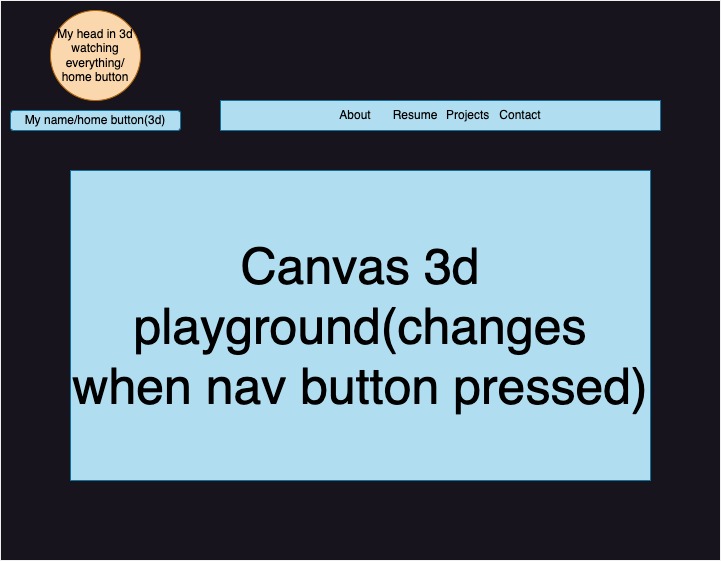 My head in 3d
watching
everything/
home button
My name/home button(3d)
About Resume Projects Contact
Canvas 3d
playground(changes
when nav button pressed)